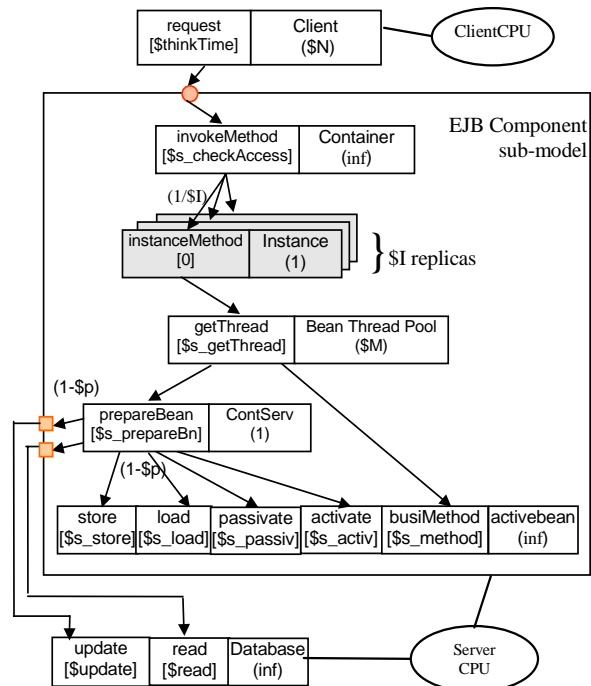 request
[$thinkTime]
Client
($N)
ClientCPU
EJB Component
sub-model
invokeMethod
[$s_checkAccess]
Container
(inf)
(1/$I)
instanceMethod
[0]
Instance
(1)
}$I replicas
getThread
[$s_getThread]
Bean Thread Pool
($M)
(1-$p)
prepareBean
[$s_prepareBn]
ContServ
(1)
(1-$p)
store
[$s_store]
load
[$s_load]
passivate
[$s_passiv]
activate
[$s_activ]
busiMethod
[$s_method]
activebean
(inf)
update
[$update]
read
[$read]
Database
(inf)
Server
CPU